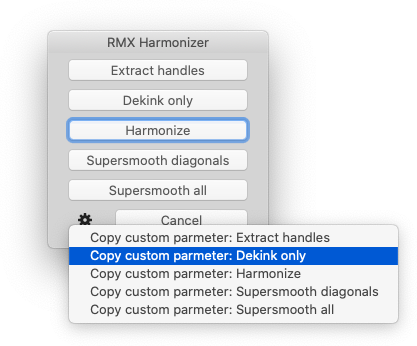 RMX Harmonizer
Extract handles
Dekink only
Harmonize
Supersmooth diagonals
Supersmooth all
Cancel
Copy custom parmeter: Extract handles
Copy custom parmeter: Dekink only
Copy custom parmeter: Harmonize
Copy custom parmeter: Supersmooth diagonals
Copy custom parmeter: Supersmooth all